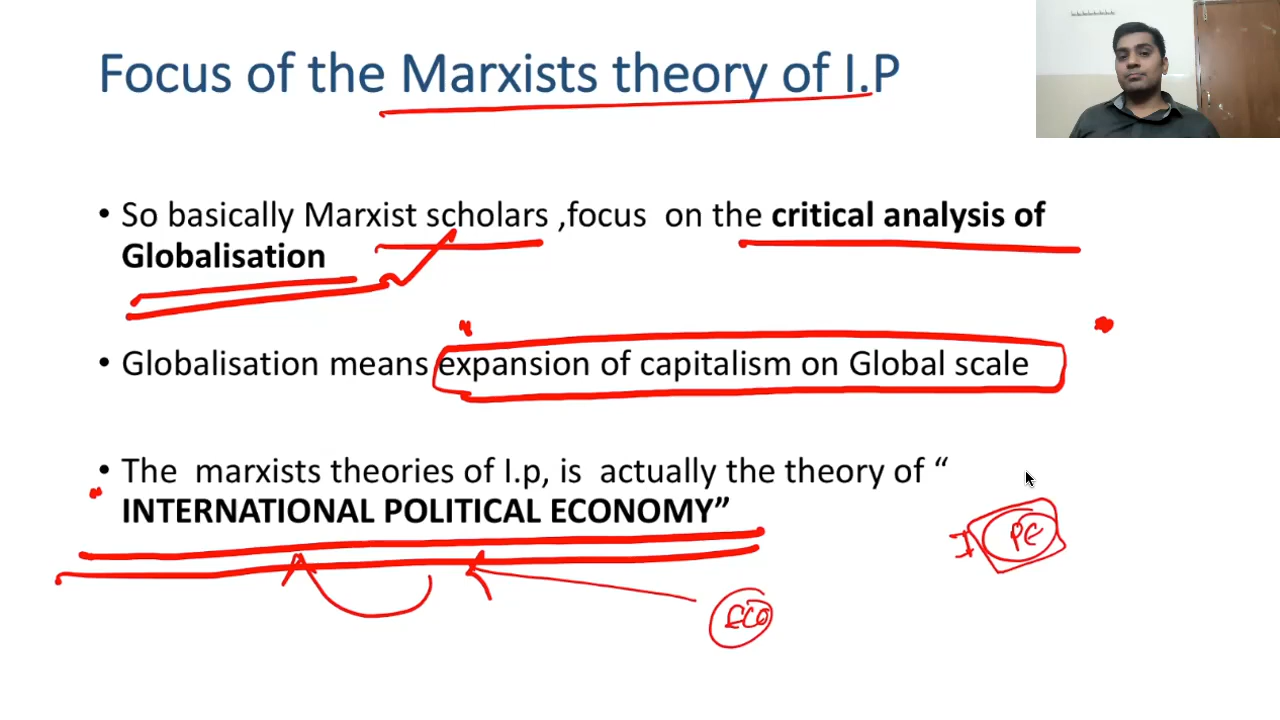 Focus of the Marxists theory of I.P
• So basically Marxist scholars ,focus on the critical analysis of
Globalisation
• Globalisation means expansion of capitalism on Global scale
• The marxists theories of I.p, is actually the theory of “
INTERNATIONAL POLITICAL ECONOMY”
I PE
ECO